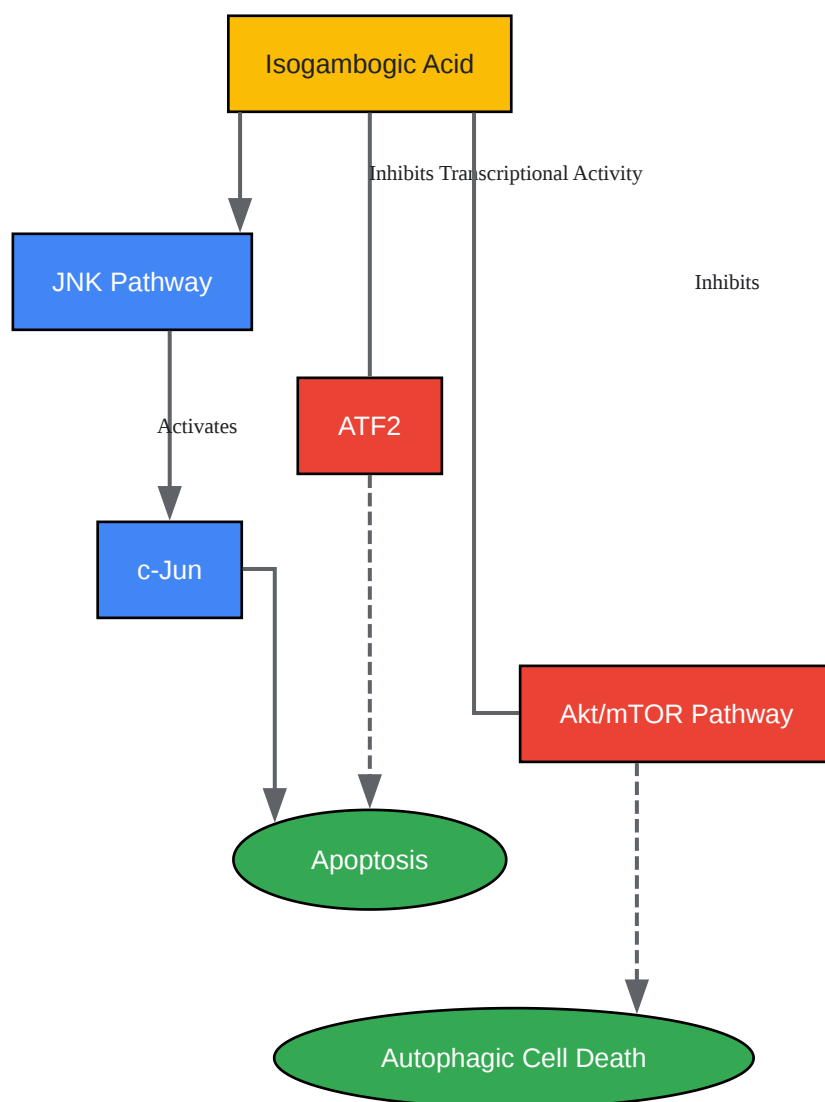 Isogambogic Acid
Inhibits Transcriptional Activity
JNK Pathway
Inhibits
Activates
ATF2
c-Jun
Akt/mTOR Pathway
Apoptosis
Autophagic Cell Death